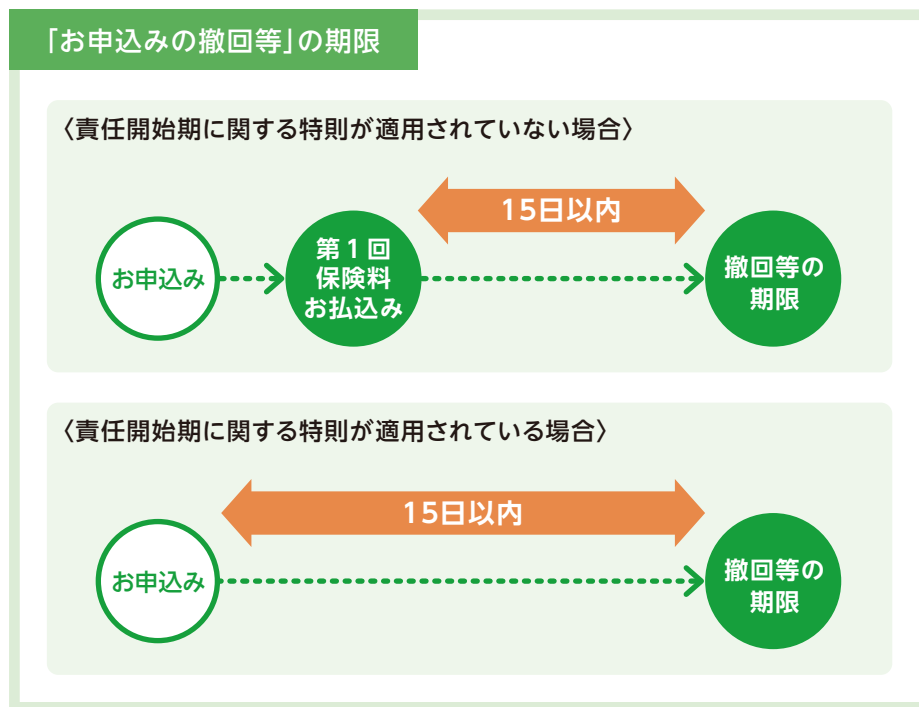 「お申込みの撤回等」の期限
〈責任開始期に関する特則が適用されていない場合〉
15日以内
お申込み
第1回
保険料
お払込み
撤回等の
期限
〈責任開始期に関する特則が適用されている場合〉
15日以内
お申込み
撤回等の
期限